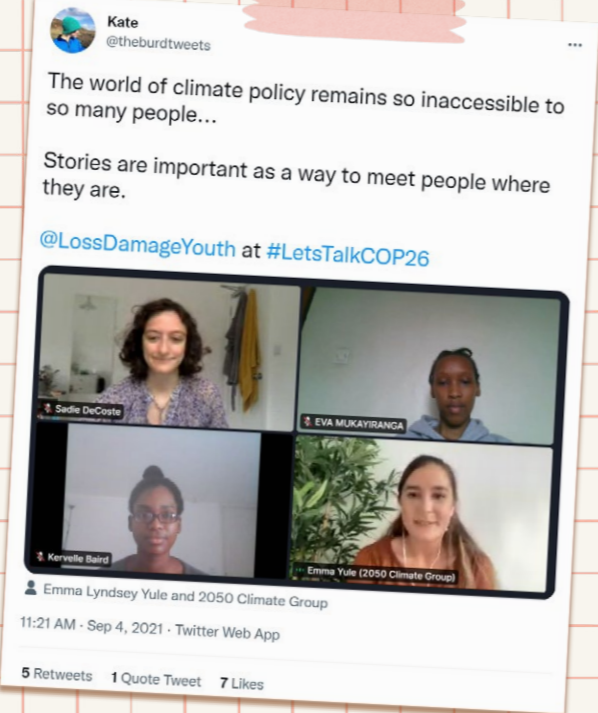 Kate
@theburdtweets
The world of climate policy remains so inaccessible to
so many people...
Stories are important as a way to meet people where
they are.
@LossDamageYouth at #LetsTalkCOP26
Sadie DeCoste
EVA MUKAYIRANGA
Kervelle Baird
Emma Yule (2050 Climate Group)
Emma Lyndsey Yule and 2050 Climate Group
11:21 AM · Sep 4, 2021 · Twitter Web App
5 Retweets 1 Quote Tweet 7 Likes